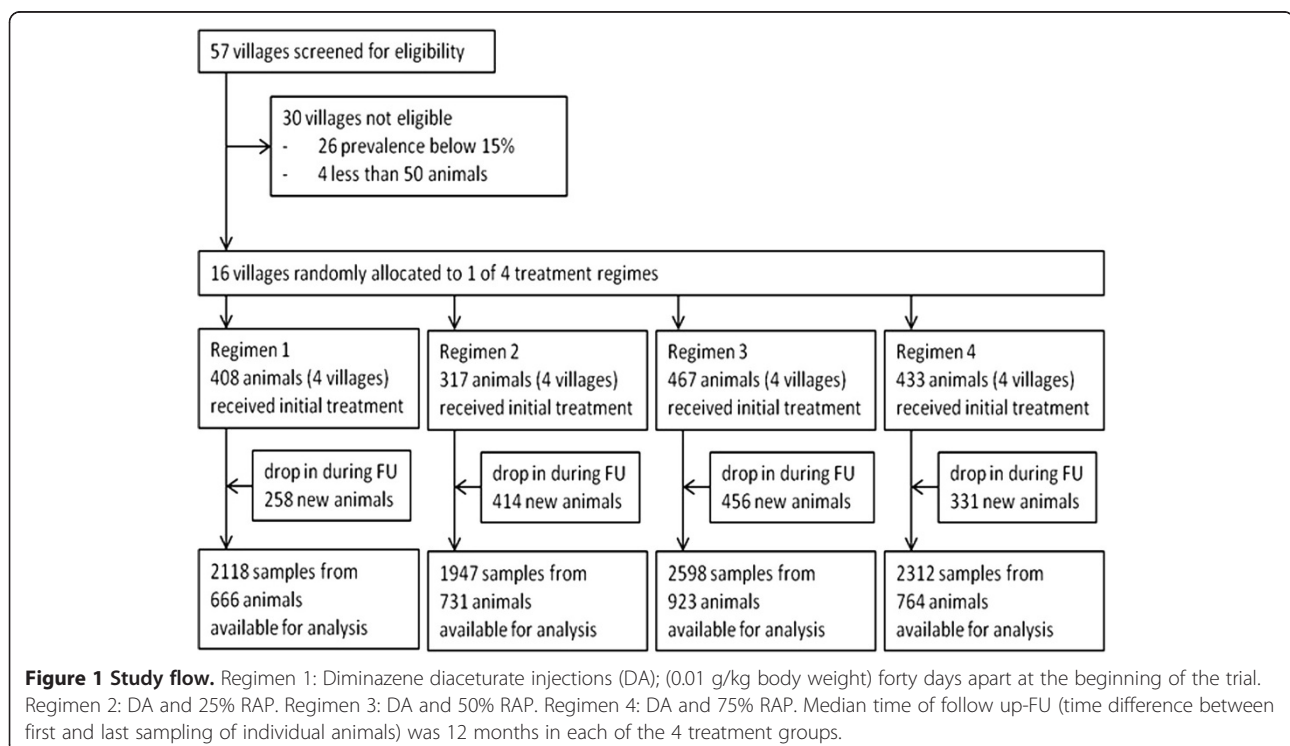 57 villages screened for eligibility
30 villages not eligible
- 26 prevalence below 15%
- 4 less than 50 animals
16 villages randomly allocated to 1 of 4 treatment regimes
Regimen 1
408 animals (4 villages)
received initial treatment
Regimen 2
317 animals (4 villages)
received initial treatment
Regimen 3
467 animals (4 villages)
received initial treatment
Regimen 4
433 animals (4 villages)
received initial treatment
drop in during FU
258 new animals
drop in during FU
414 new animals
drop in during FU
456 new animals
drop in during FU
331 new animals
2118 samples from
666 animals
available for analysis
1947 samples from
731 animals
available for analysis
2598 samples from
923 animals
available for analysis
2312 samples from
764 animals
available for analysis
Figure 1 Study flow. Regimen 1: Diminazene diaceturate injections (DA); (0.01 g/kg body weight) forty days apart at the beginning of the trial.
Regimen 2: DA and 25% RAP. Regimen 3: DA and 50% RAP. Regimen 4: DA and 75% RAP. Median time of follow up-FU (time difference between
first and last sampling of individual animals) was 12 months in each of the 4 treatment groups.